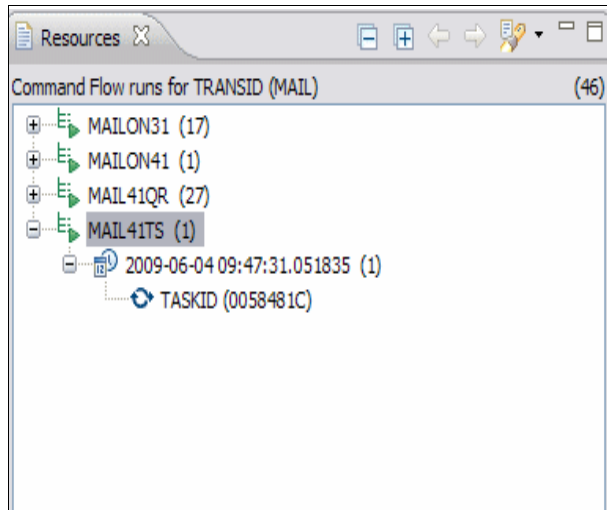 Resources
Command Flow runs for TRANSID (MAIL) (46)
MAILON31 (17)
MAILON41 (1)
MAIL41QR (27)
MAIL41TS (1)
2009-06-04 09:47:31.051835 (1)
TASKID (0058481C)